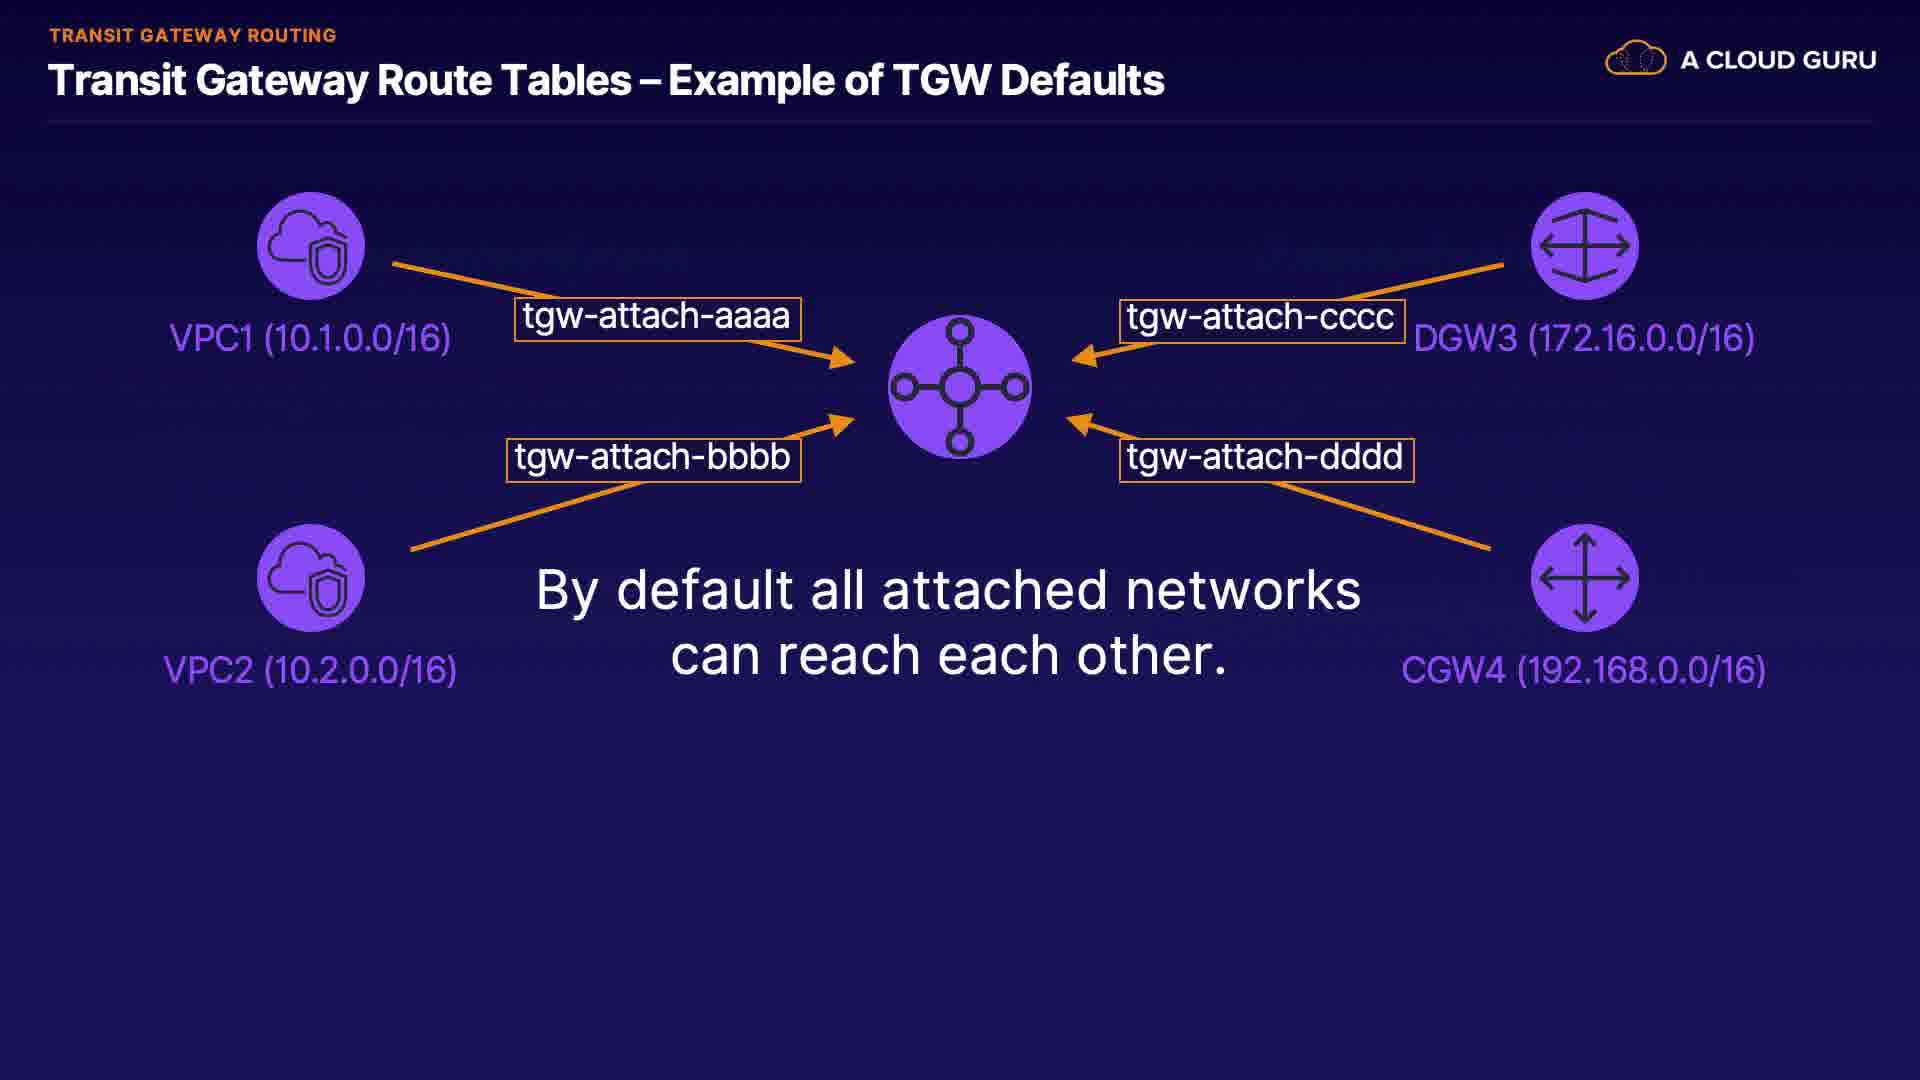 TRANSIT GATEWAY ROUTING
Transit Gateway Route Tables – Example of TGW Defaults
A CLOUD GURU
tgw-attach-aaaa
tgw-attach-cccc
VPC1 (10.1.0.0/16)
DGW3 (172.16.0.0/16)
tgw-attach-bbbb
tgw-attach-dddd
By default all attached networks
can reach each other.
VPC2 (10.2.0.0/16)
CGW4 (192.168.0.0/16)